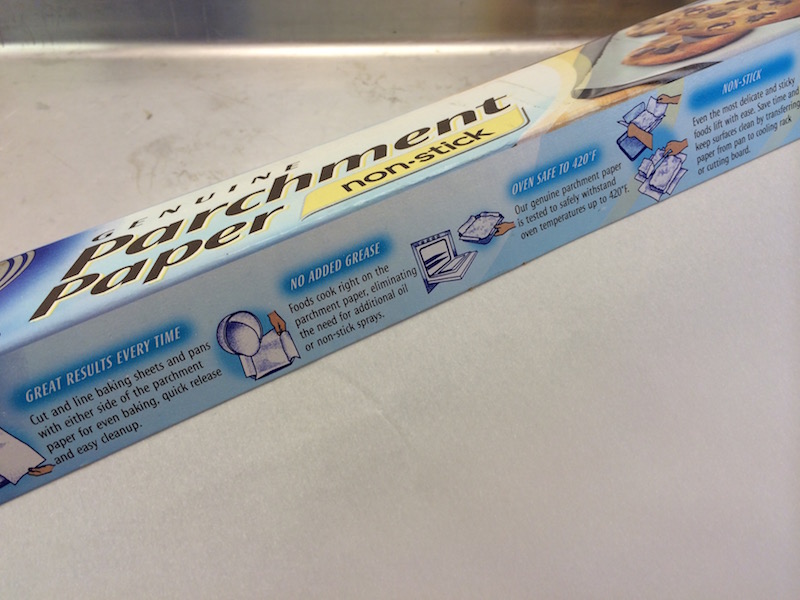 GENUINE
Parchment
Paper
non-stick
GREAT RESULTS EVERY TIME
Cut and line baking sheets and pans
with either side of the parchment
paper for even baking, quick release
and easy cleanup.
NO ADDED GREASE
Foods cook right on the
parchment paper, eliminating
the need for additional oil
or non-stick sprays.
OVEN SAFE TO 420°F
Our genuine parchment paper
is tested to safely withstand
oven temperatures up to 420°F.
NON-STICK
Even the most delicate and sticky
foods lift with ease. Save time and
keep surfaces clean by transferring
paper from pan to cooling rack
or cutting board.